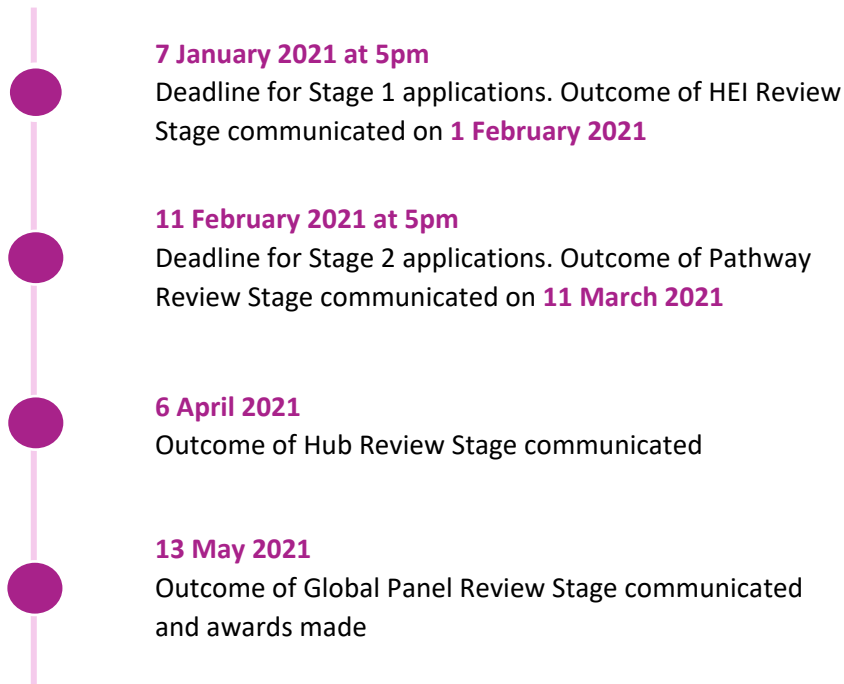 7 January 2021 at 5pm
Deadline for Stage 1 applications. Outcome of HEI Review
Stage communicated on 1 February 2021
11 February 2021 at 5pm
Deadline for Stage 2 applications. Outcome of Pathway
Review Stage communicated on 11 March 2021
6 April 2021
Outcome of Hub Review Stage communicated
13 May 2021
Outcome of Global Panel Review Stage communicated
and awards made